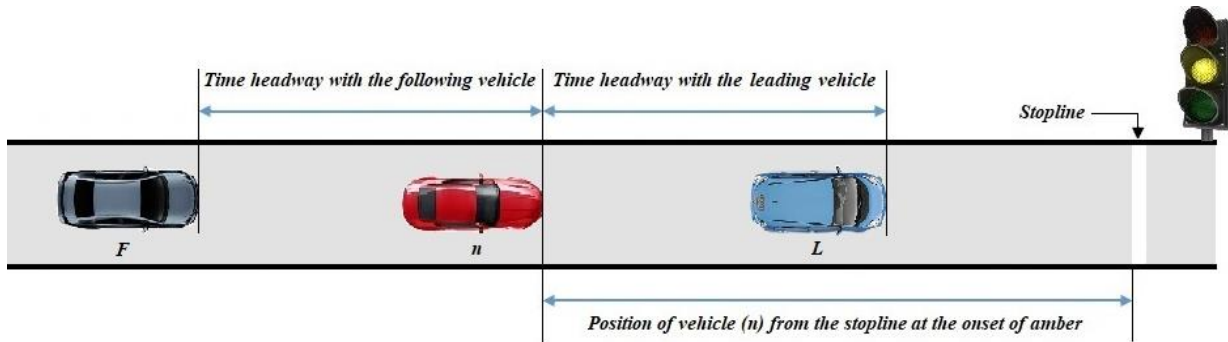 Time headway with the following vehicle
Time headway with the leading vehicle
Stopline
F
n
L
Position of vehicle (n) from the stopline at the onset of amber